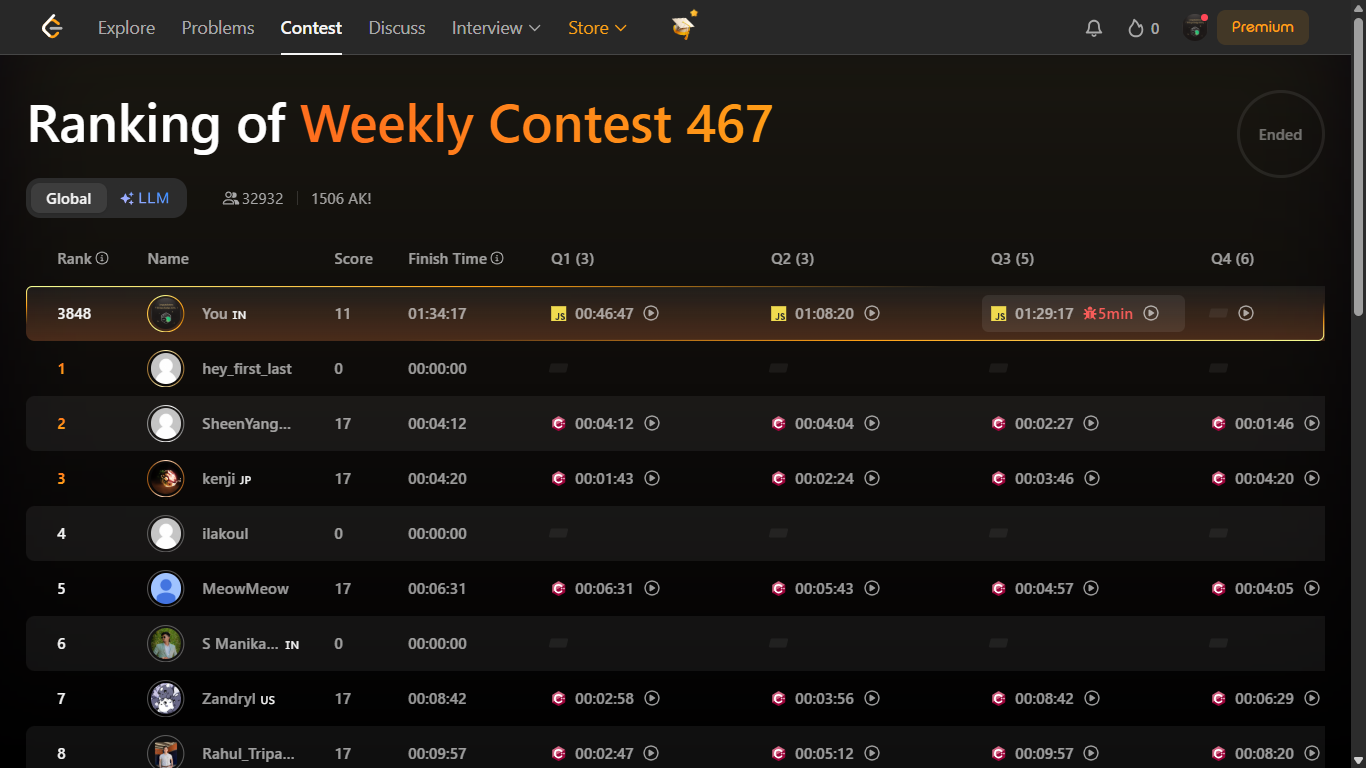 Explore Problems Contest Discuss Interview Store 0 Premium
Ranking of Weekly Contest 467
Ended
Global LLM 32932 1506 AK!
Rank Name Score Finish Time Q1 (3) Q2 (3) Q3 (5) Q4 (6)
3848 You IN 11 01:34:17 JS 00:46:47 JS 01:08:20 JS 01:29:17 5min
1 hey_first_last 0 00:00:00
2 SheenYang... 17 00:04:12 00:04:12 00:04:04 00:02:27 00:01:46
3 kenji JP 17 00:04:20 00:01:43 00:02:24 00:03:46 00:04:20
4 ilakoul 0 00:00:00
5 MeowMeow 17 00:06:31 00:06:31 00:05:43 00:04:57 00:04:05
6 S Manika... IN 0 00:00:00
7 Zandryl US 17 00:08:42 00:02:58 00:03:56 00:08:42 00:06:29
8 Rahul_Tripa... 17 00:09:57 00:02:47 00:05:12 00:09:57 00:08:20